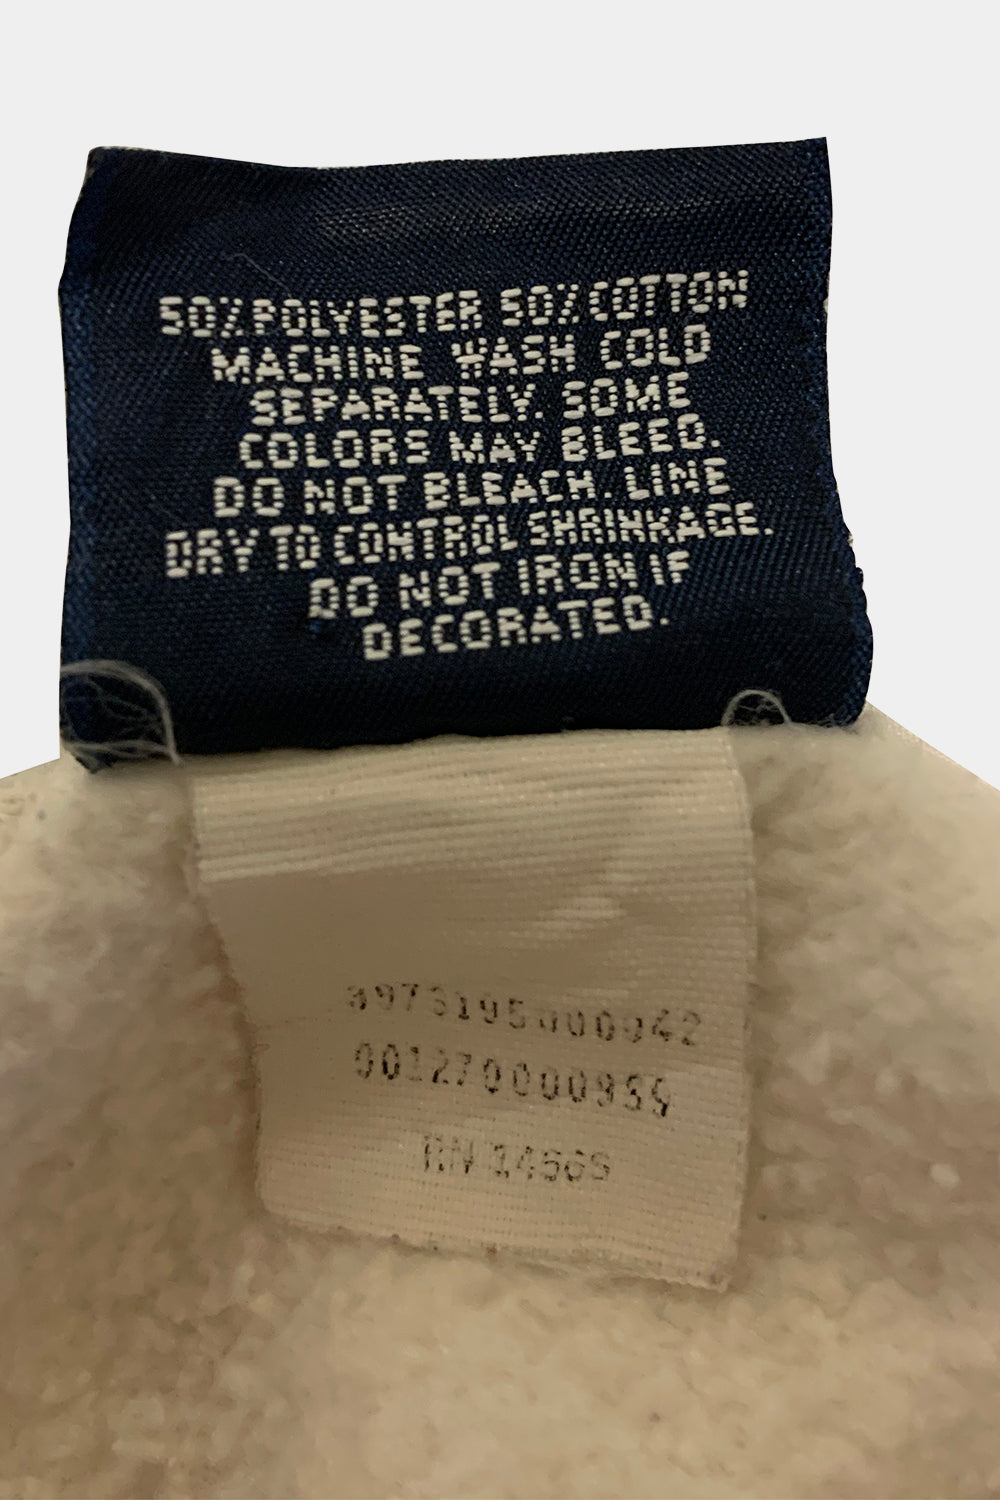 50% POLYESTER 50% COTTON
MACHINE WASH COLD
SEPARATELY. SOME
COLORS MAY BLEED.
DO NOT BLEACH. LINE
DRY TO CONTROL SHRINKAGE.
DO NOT IRON IF
DECORATED.
RN